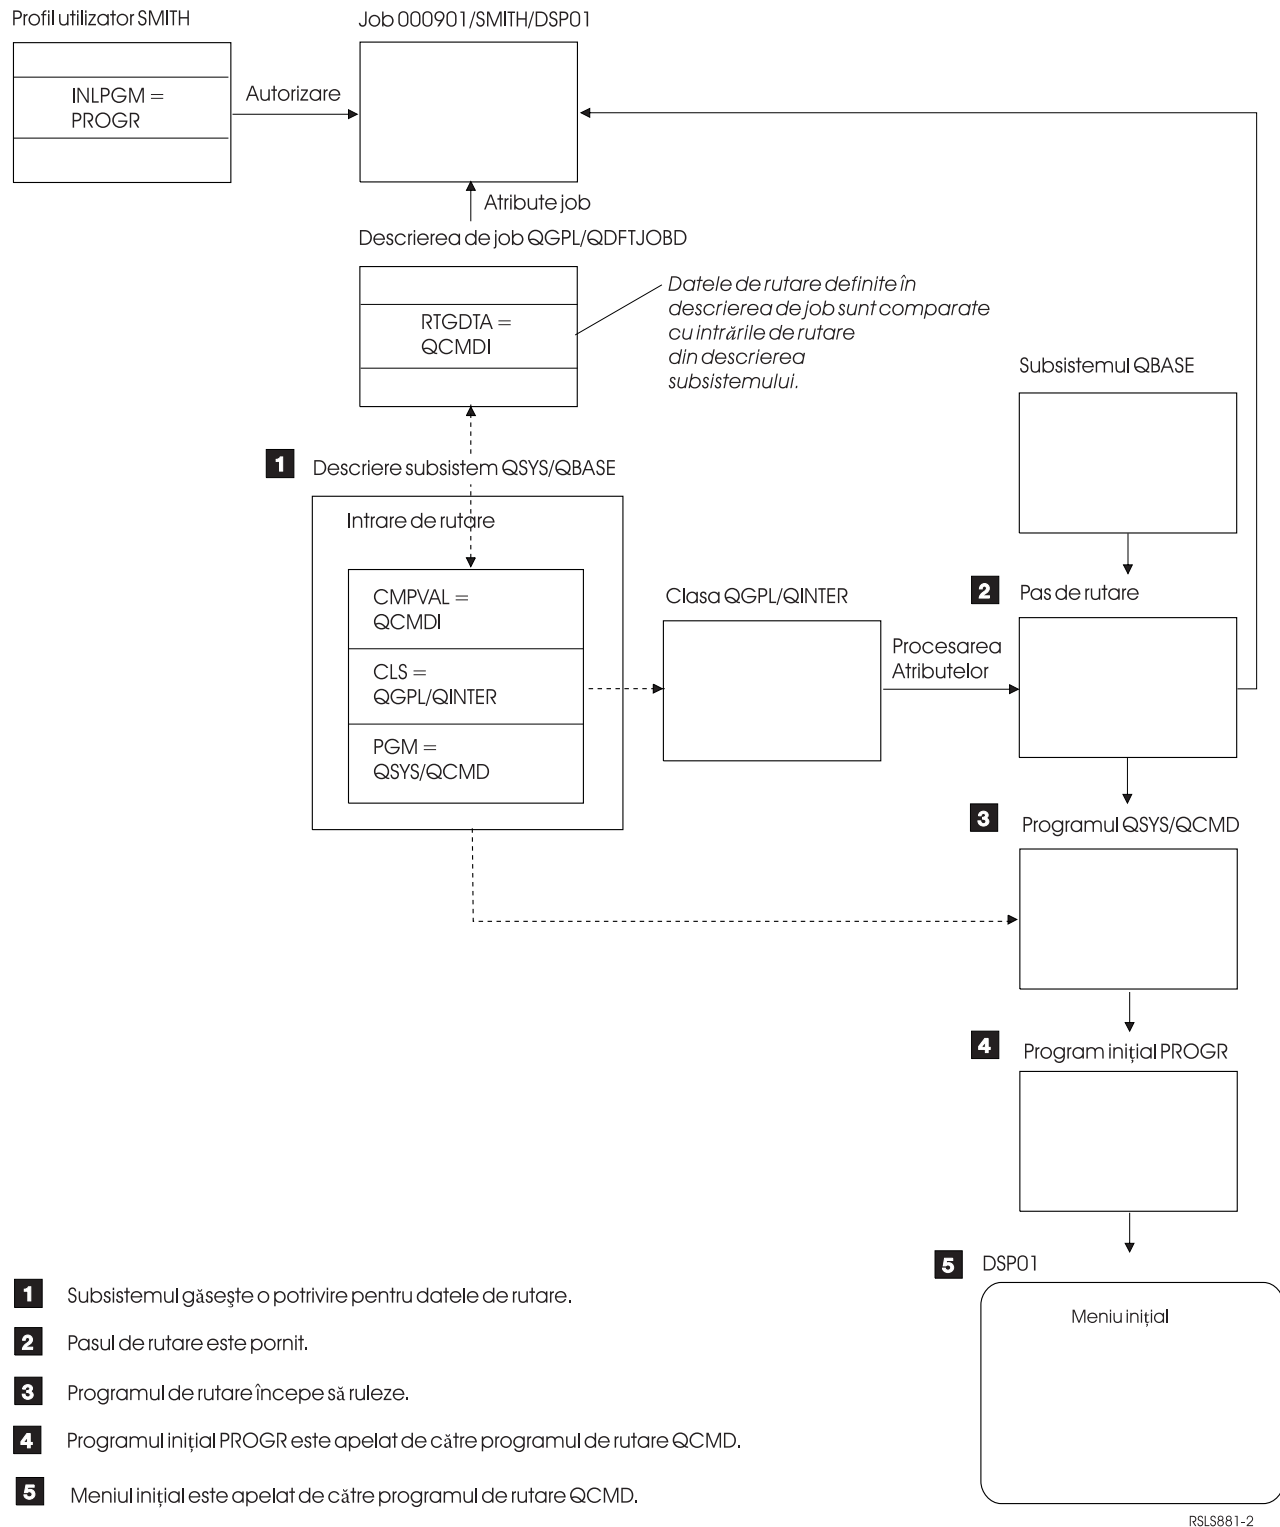 Profil utilizator SMITH
Job 000901/SMITH/DSP01
INLPGM =
PROGR
Autorizare
Atribute job
Descrierea de job QGPL/QDFTJOBD
RTGDTA =
QCMDI
Datele de rutare definite în
descrierea de job sunt comparate
cu intrările de rutare
din descrierea
subsistemului.
Subsistemul QBASE
1 Descriere subsistem QSYS/QBASE
Intrare de rutare
CMPVAL =
QCMDI
CLS =
QGPL/QINTER
PGM =
QSYS/QCMD
Clasa QGPL/QINTER
Procesarea
Atributelor
2 Pas de rutare
3 Programul QSYS/QCMD
4 Program iniţial PROGR
5 DSP01
Meniu iniţial
1 Subsistemul găseşte o potrivire pentru datele de rutare.
2 Pasul de rutare este pornit.
3 Programul de rutare începe să ruleze.
4 Programul iniţial PROGR este apelat de către programul de rutare QCMD.
5 Meniul iniţial este apelat de către programul de rutare QCMD.
RSLS881-2